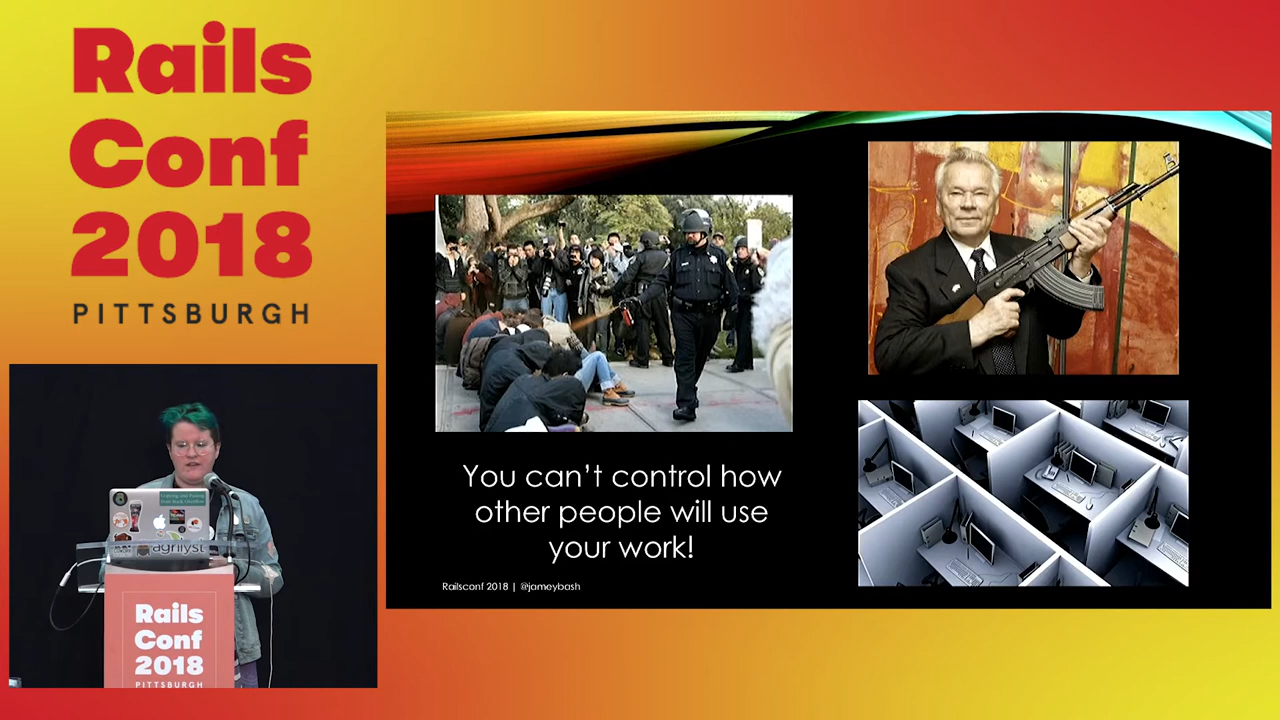 Rails
Conf
2018
PITTSBURGH
You can't control how
other people will use
your work!
Railsconf 2018 | @jameybash
agrilyst
Rails
Conf
2018
PITTSBURGH